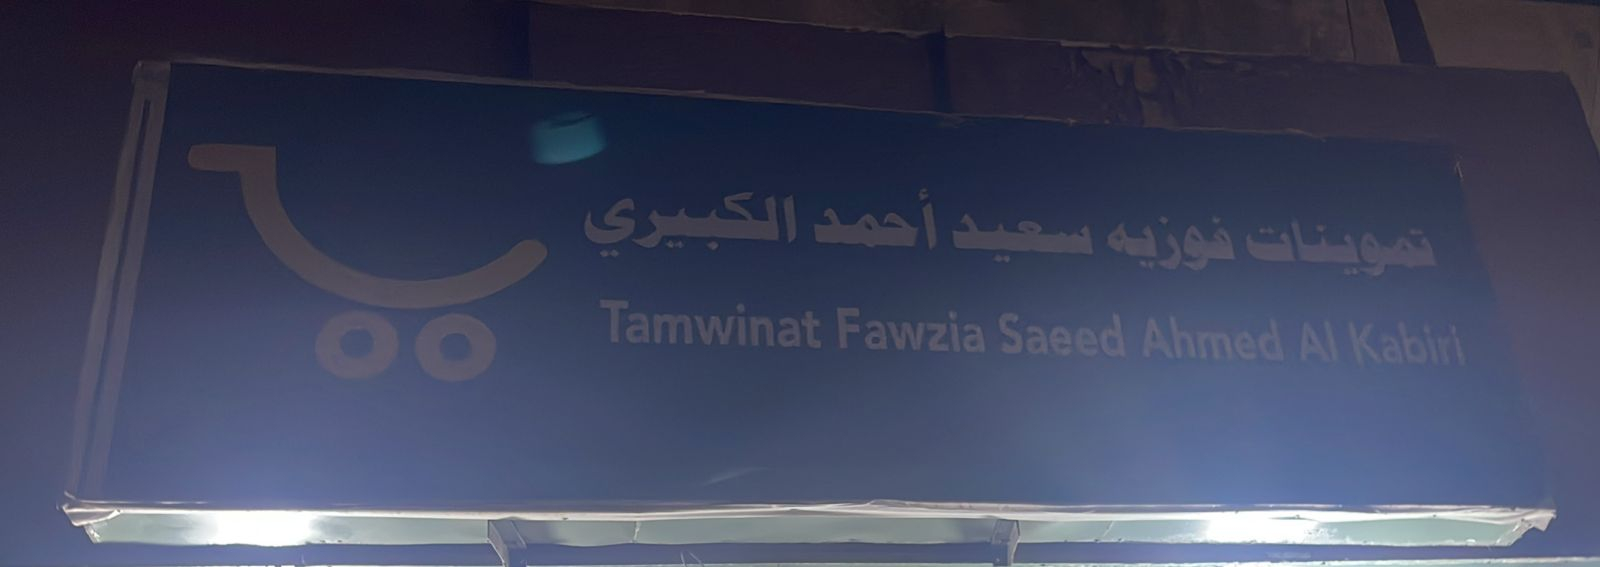 تموينات فوزيه سعيد أحمد الكبيري
Tamwinat Fawzia Saeed Ahmed Al Kabiri